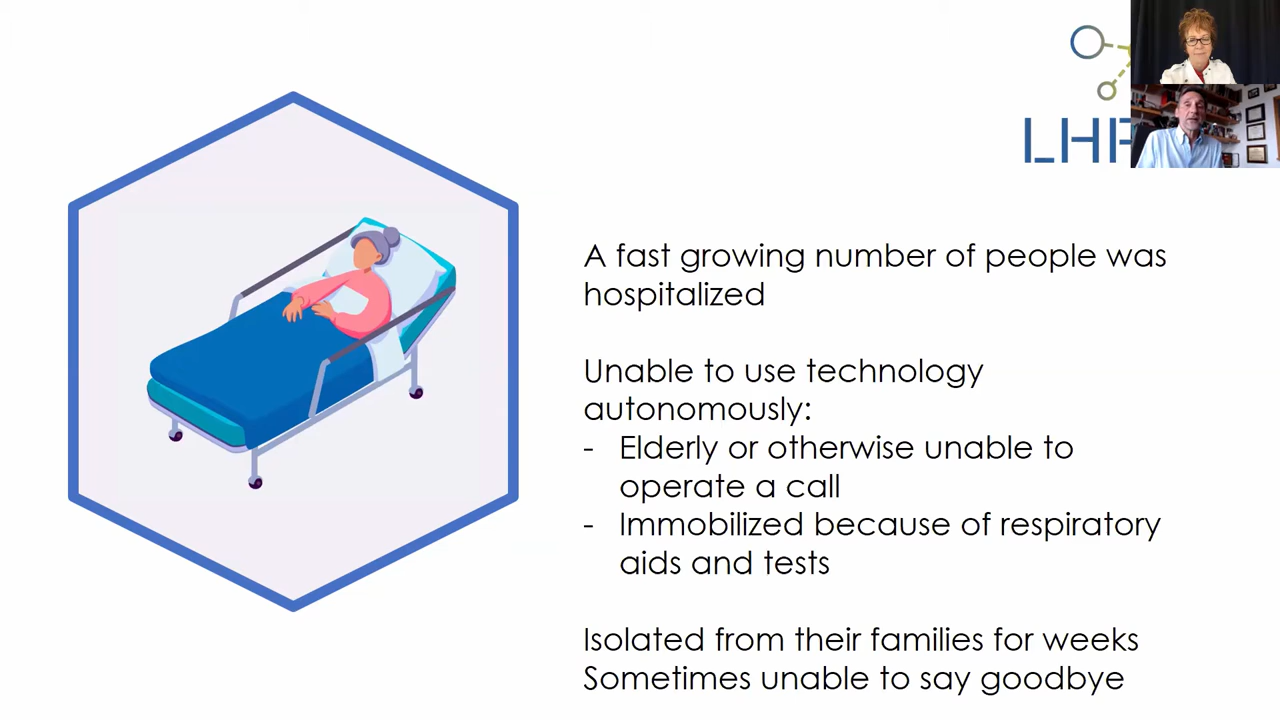 A fast growing number of people was
hospitalized
Unable to use technology
autonomously:
- Elderly or otherwise unable to
operate a call
- Immobilized because of respiratory
aids and tests
Isolated from their families for weeks
Sometimes unable to say goodbye